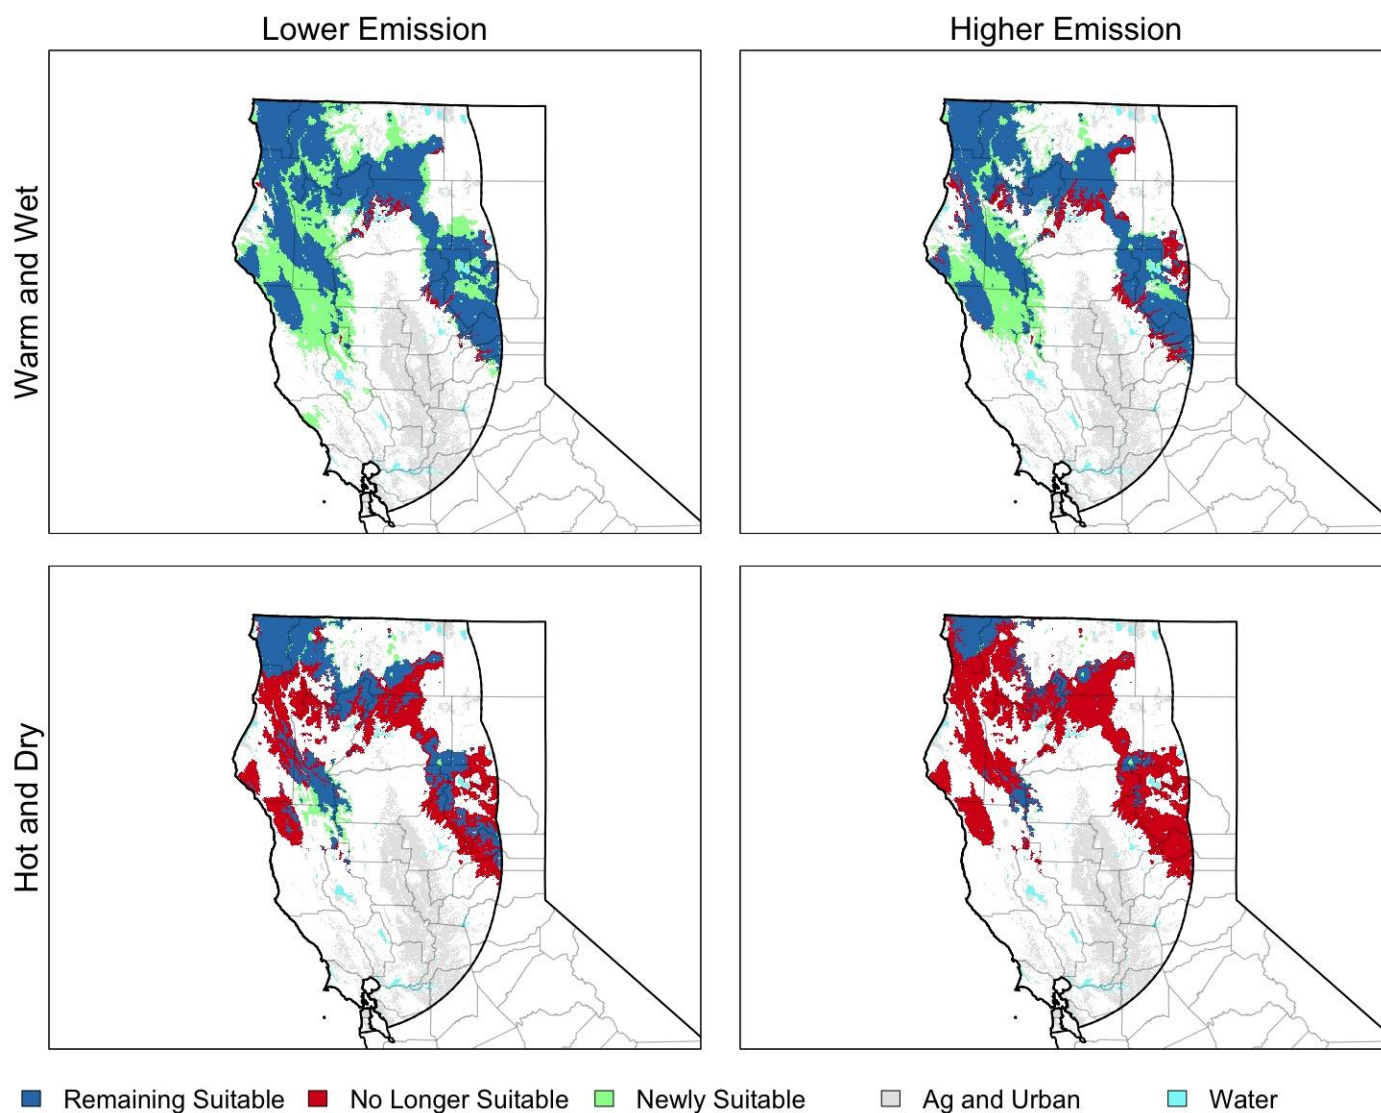 Lower Emission
Higher Emission
Warm and Wet
Hot and Dry
Remaining Suitable
No Longer Suitable
Newly Suitable
Ag and Urban
Water